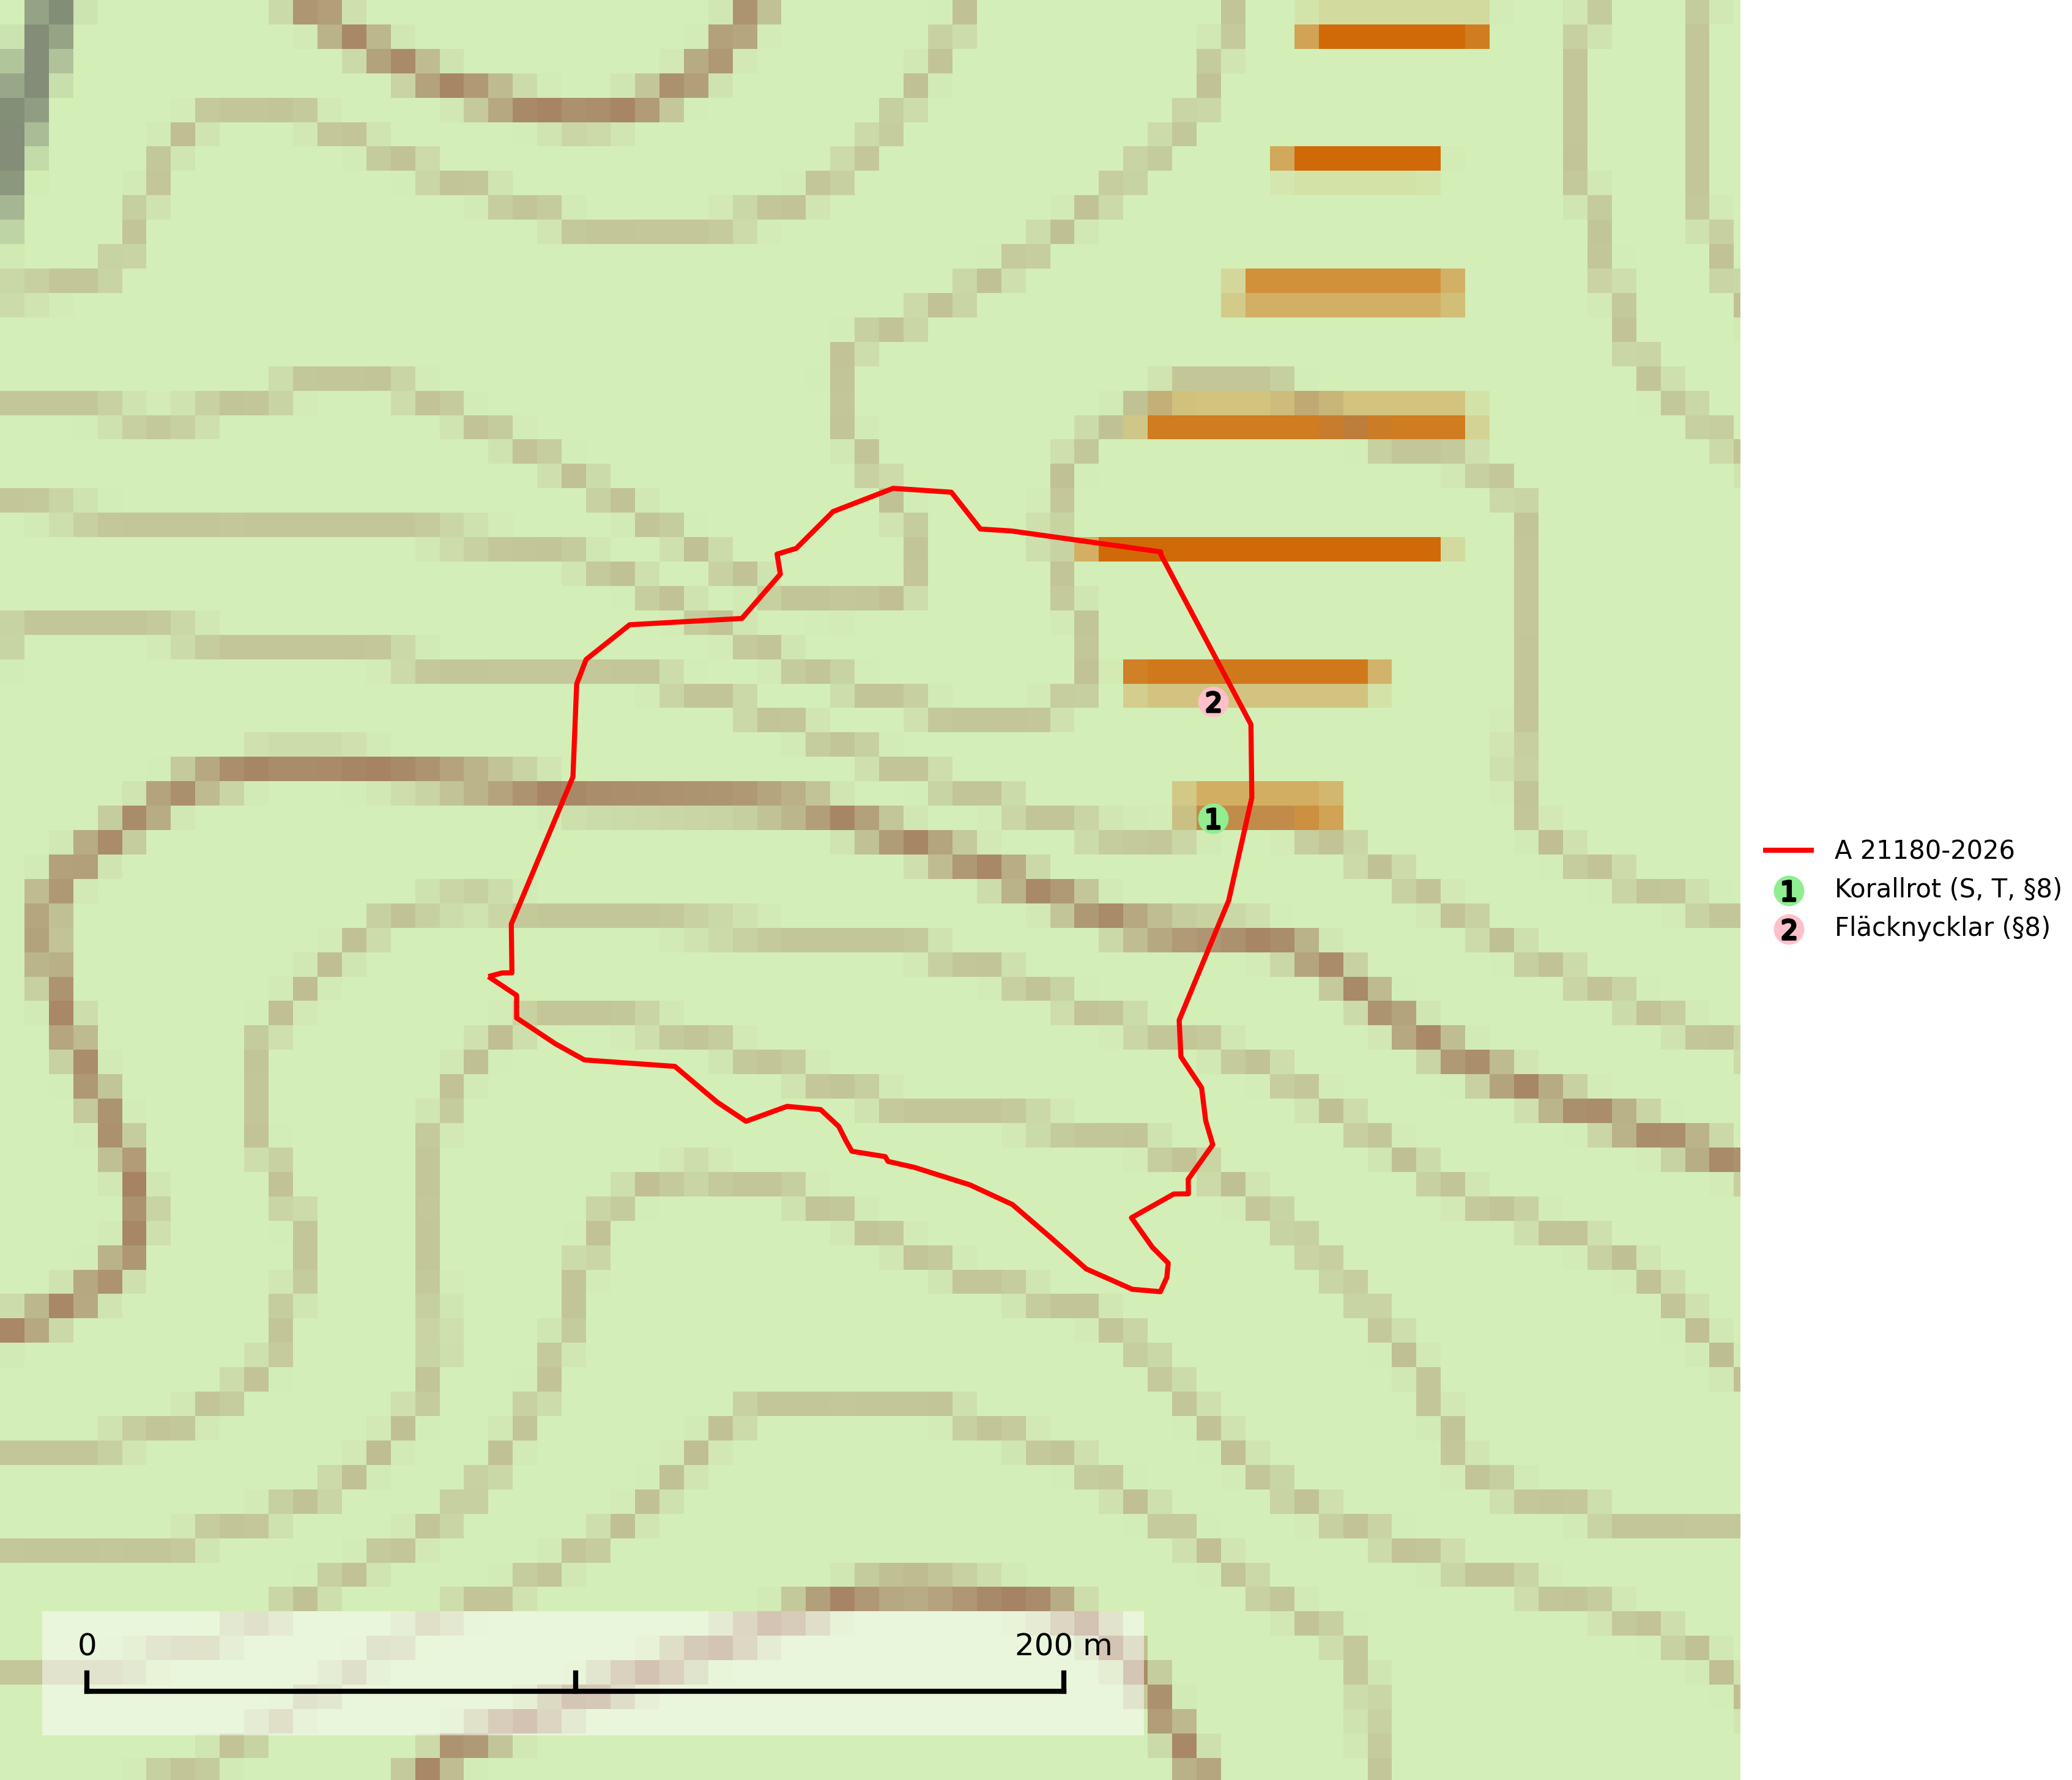 2
1
A 21180-2026
1 Korallrot (S, T, §8)
2 Fläcknycklar (§8)
0 200 m